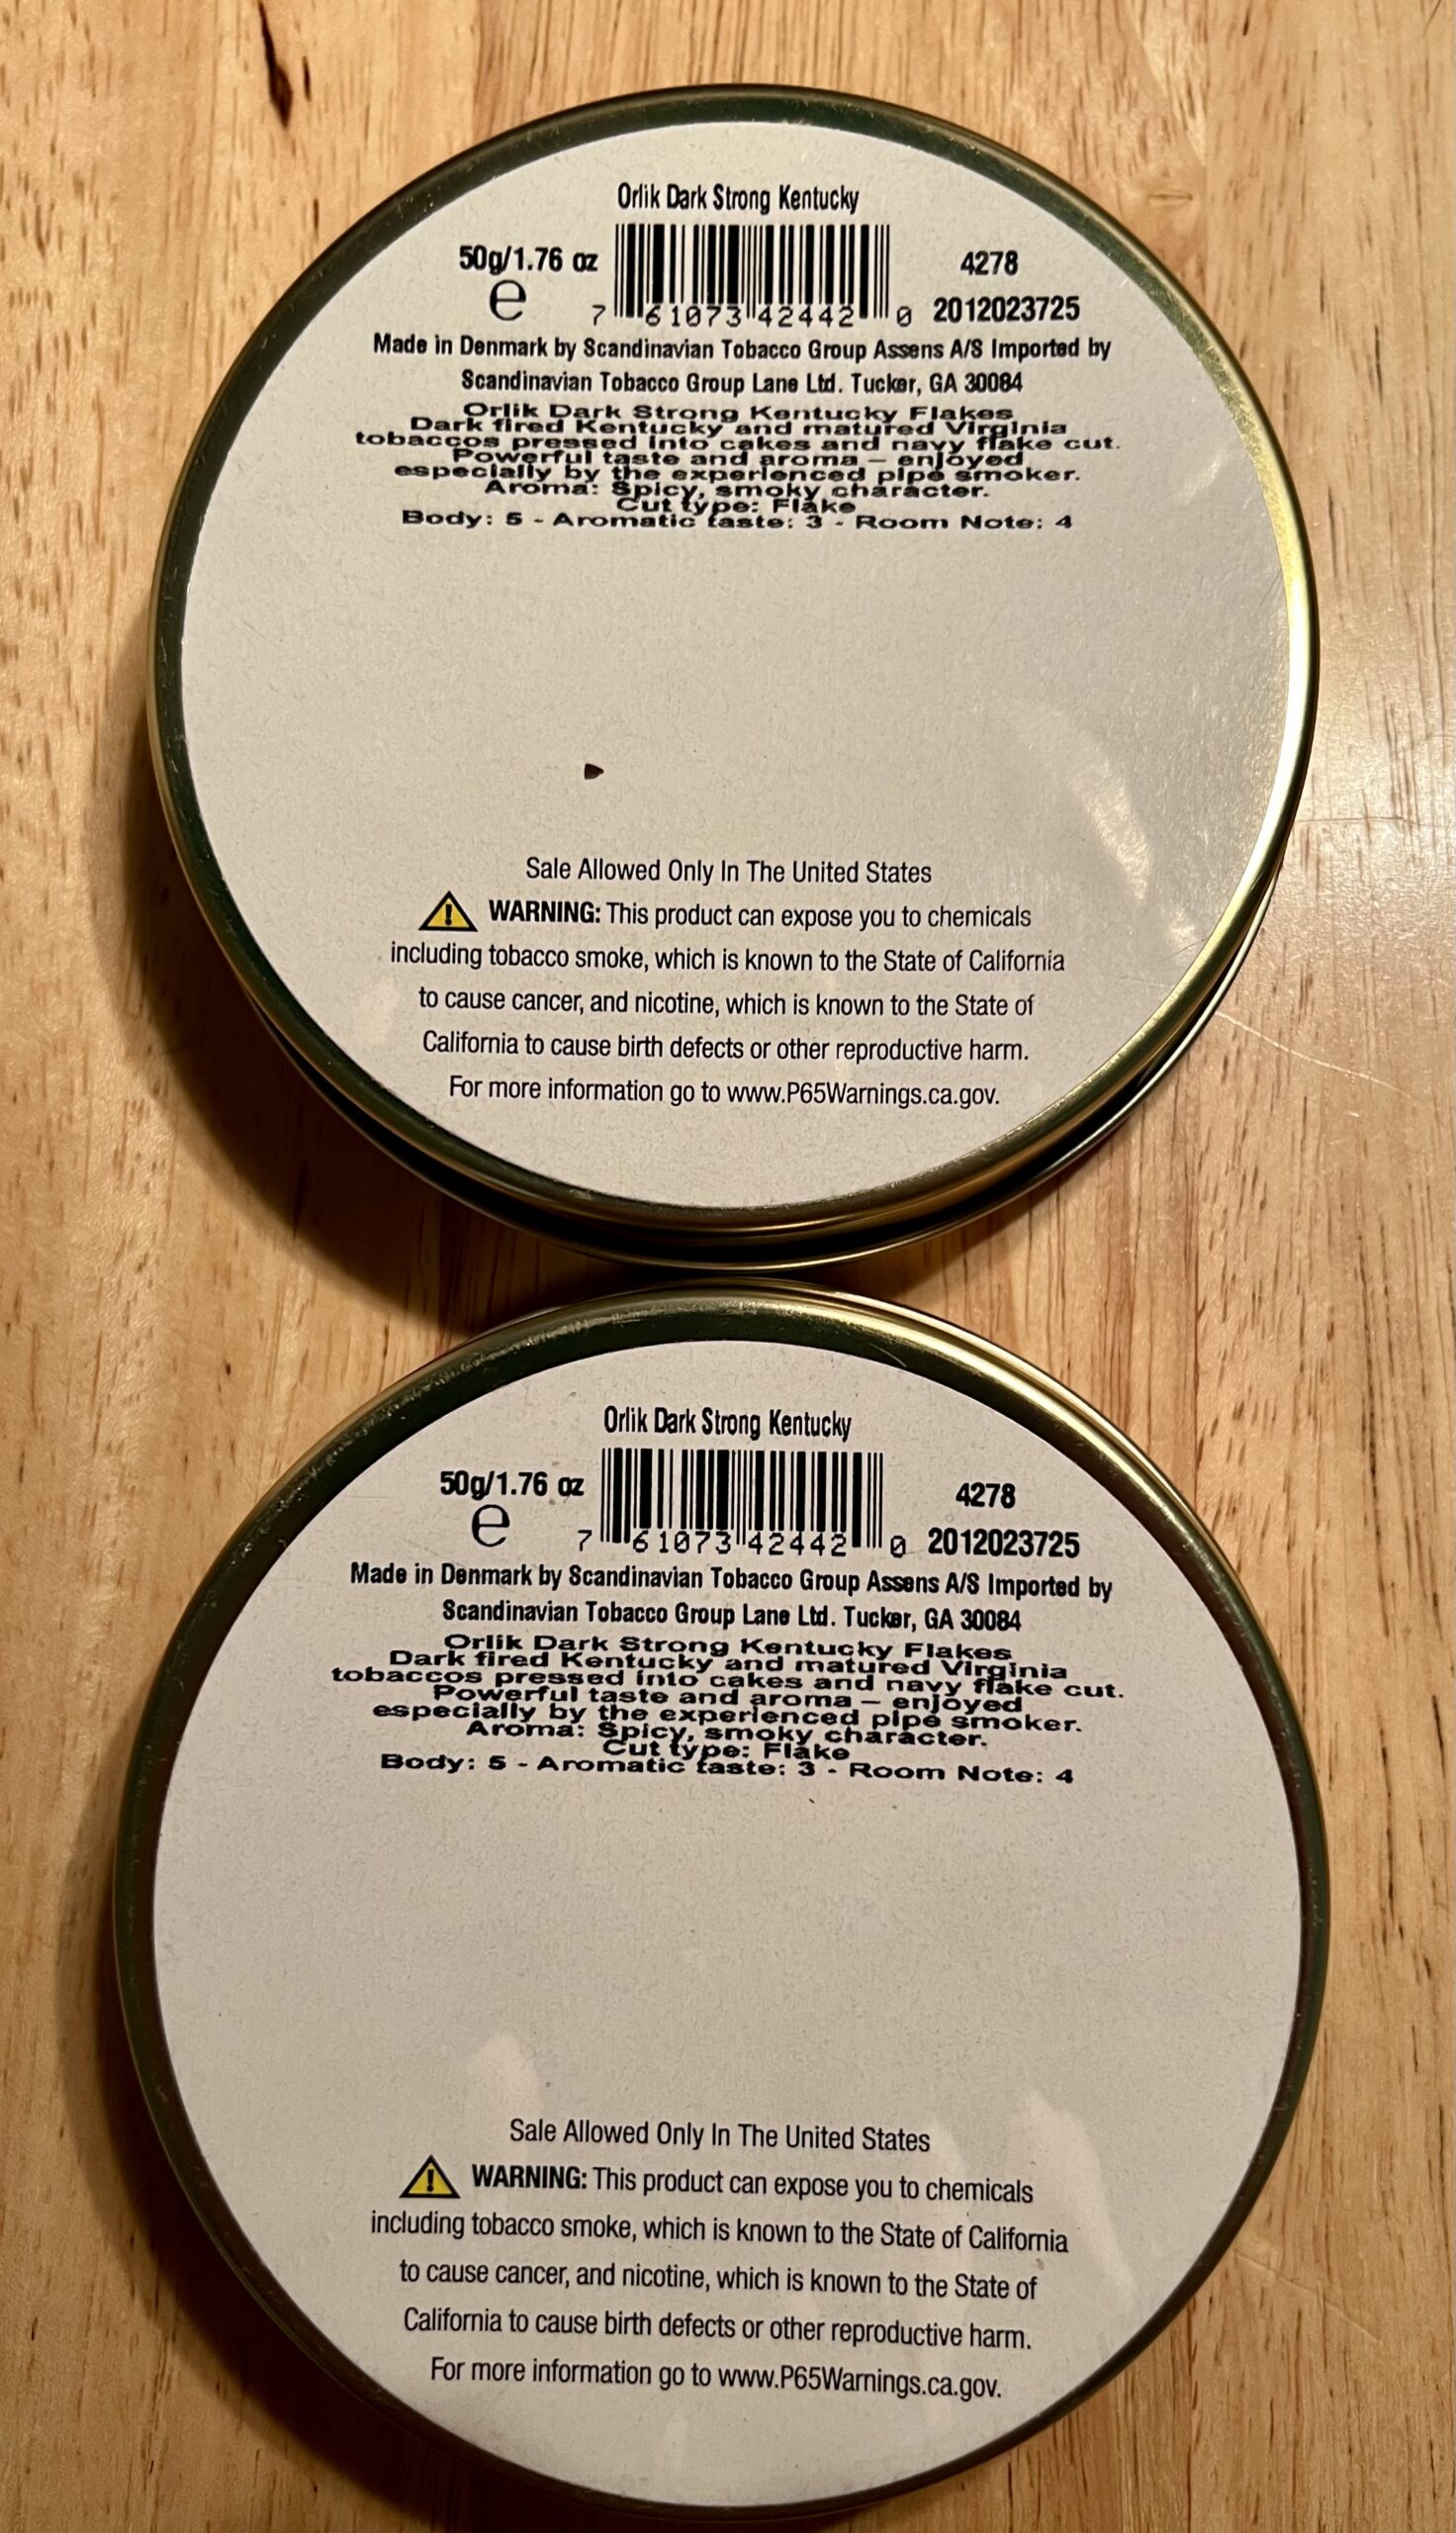 Orlik Dark Strong Kentucky
50g/1.76 oz
4278
e
7 61073 42442 0
2012023725
Made in Denmark by Scandinavian Tobacco Group Assens A/S Imported by
Scandinavian Tobacco Group Lane Ltd. Tucker, GA 30084
Orlik Dark Strong Kentucky Flakes
Dark fired Kentucky and matured Virginia
tobaccos pressed into cakes and navy flake cut.
Powerful taste and aroma – enjoyed
especially by the experienced pipe smoker.
Aroma: Spicy, smoky character.
Cut type: Flake
Body: 5 - Aromatic taste: 3 - Room Note: 4
Sale Allowed Only In The United States
WARNING: This product can expose you to chemicals
including tobacco smoke, which is known to the State of California
to cause cancer, and nicotine, which is known to the State of
California to cause birth defects or other reproductive harm.
For more information go to www.P65Warnings.ca.gov.
Orlik Dark Strong Kentucky
50g/1.76 oz
4278
e
7 61073 42442 0
2012023725
Made in Denmark by Scandinavian Tobacco Group Assens A/S Imported by
Scandinavian Tobacco Group Lane Ltd. Tucker, GA 30084
Orlik Dark Strong Kentucky Flakes
Dark fired Kentucky and matured Virginia
tobaccos pressed into cakes and navy flake cut.
Powerful taste and aroma – enjoyed
especially by the experienced pipe smoker.
Aroma: Spicy, smoky character.
Cut type: Flake
Body: 5 - Aromatic taste: 3 - Room Note: 4
Sale Allowed Only In The United States
WARNING: This product can expose you to chemicals
including tobacco smoke, which is known to the State of California
to cause cancer, and nicotine, which is known to the State of
California to cause birth defects or other reproductive harm.
For more information go to www.P65Warnings.ca.gov.